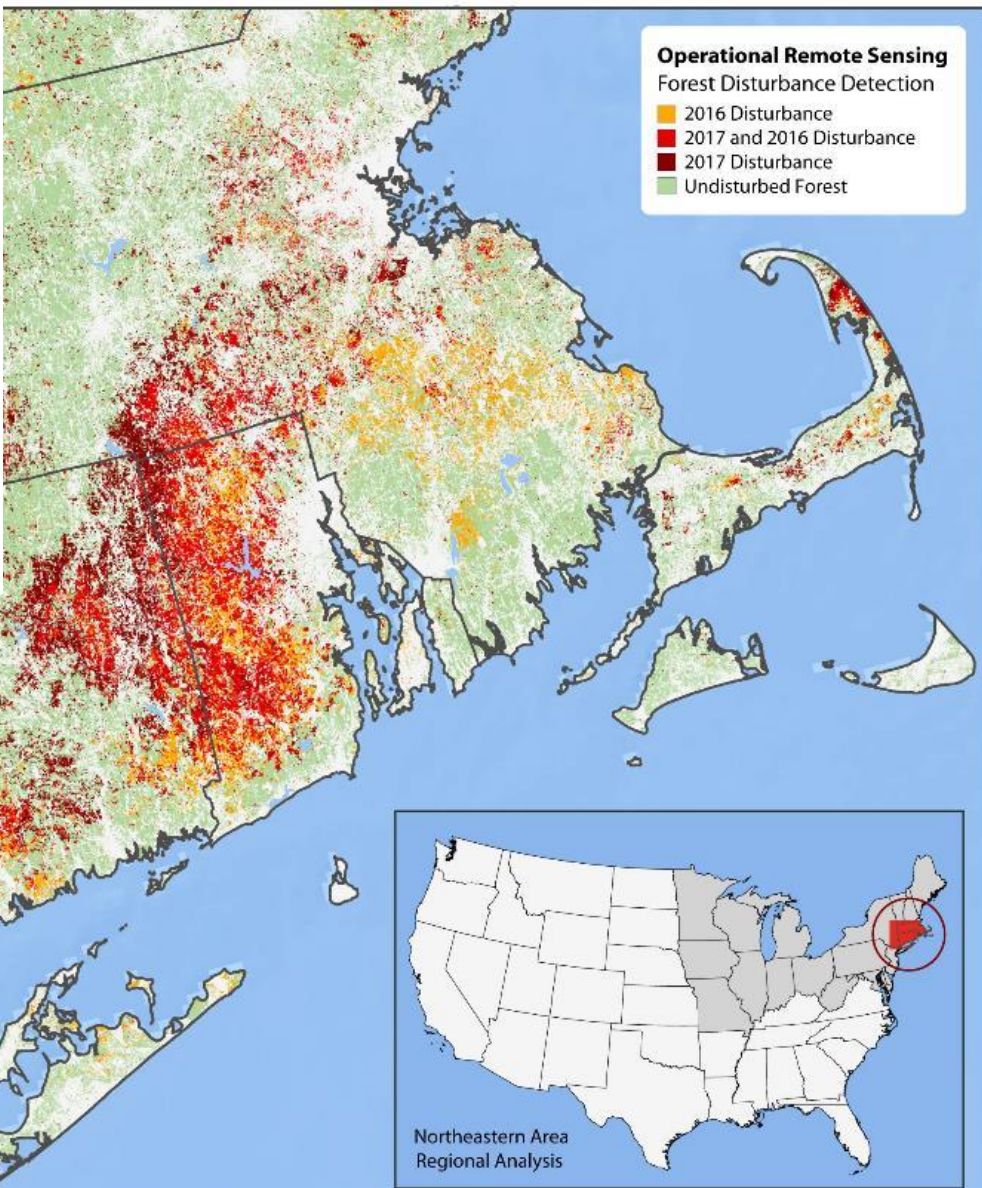 Operational Remote Sensing
Forest Disturbance Detection
2016 Disturbance
2017 and 2016 Disturbance
2017 Disturbance
Undisturbed Forest
Northeastern Area
Regional Analysis